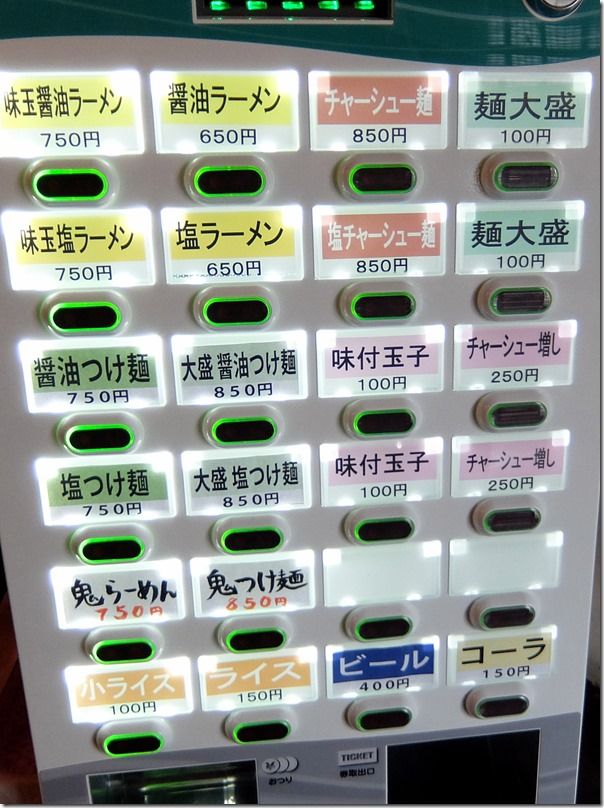 味玉醤油ラーメン
750円
醤油ラーメン
650円
チャーシュー麺
850円
麺大盛
100円
味玉塩ラーメン
750円
塩ラーメン
650円
塩チャーシュー麺
850円
麺大盛
100円
醤油つけ麺
750円
大盛 醤油つけ麺
850円
味付玉子
100円
チャーシュー増し
250円
塩つけ麺
750円
大盛 塩つけ麺
850円
味付玉子
100円
チャーシュー増し
250円
鬼らーめん
750円
鬼つけ麺
850円
小ライス
100円
ライス
150円
ビール
400円
コーラ
150円
おつり
TICKET
券取出口